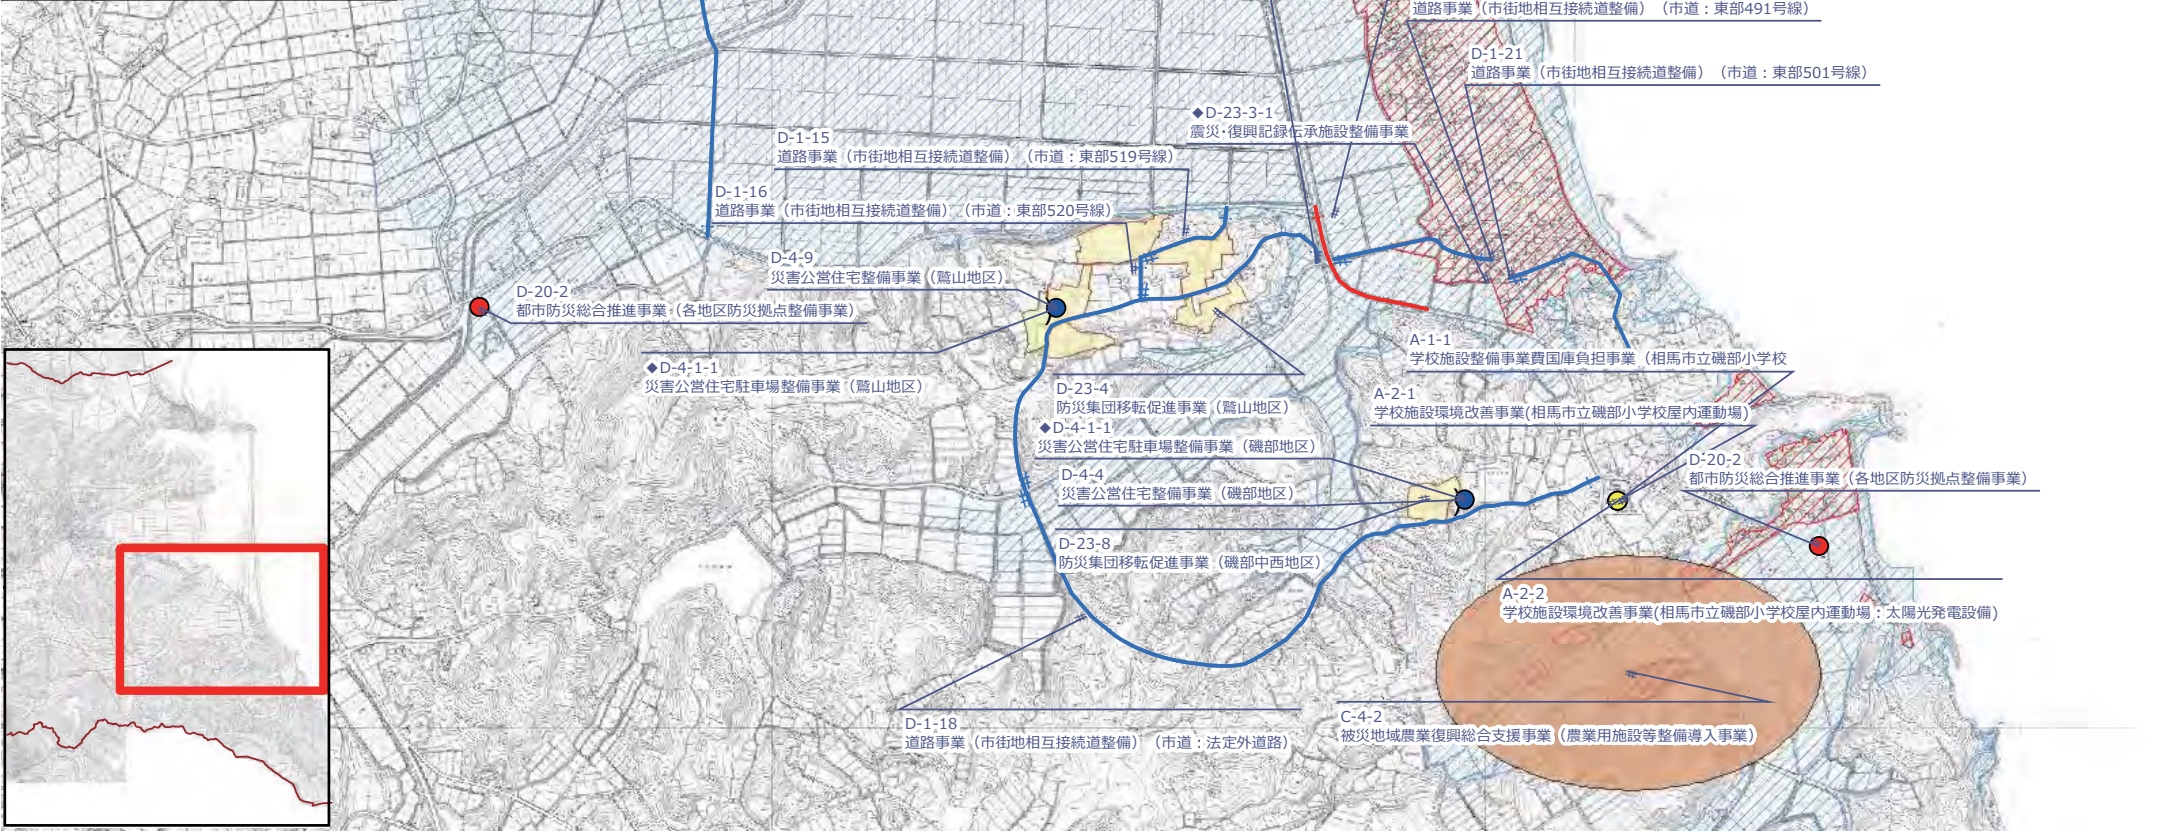 道路事業（市街地相互接続道整備）（市道：東部491号線）
D-1-21
道路事業（市街地相互接続道整備）（市道：東部501号線）
◆D-23-3-1
震災・復興記録伝承施設整備事業
D-1-15
道路事業（市街地相互接続道整備）（市道：東部519号線）
D-1-16
道路事業（市街地相互接続道整備）（市道：東部520号線）
D-4-9
災害公営住宅整備事業（鷲山地区）
D-20-2
都市防災総合推進事業（各地区防災拠点整備事業）
◆D-4-1-1
災害公営住宅駐車場整備事業（鷲山地区）
A-1-1
学校施設整備事業費国庫負担事業（相馬市立磯部小学校
D-23-4
防災集団移転促進事業（鷲山地区）
A-2-1
学校施設環境改善事業(相馬市立磯部小学校屋内運動場)
◆D-4-1-1
災害公営住宅駐車場整備事業（磯部地区）
D-20-2
都市防災総合推進事業（各地区防災拠点整備事業）
D-4-4
災害公営住宅整備事業（磯部地区）
D-23-8
防災集団移転促進事業（磯部中西地区）
A-2-2
学校施設環境改善事業(相馬市立磯部小学校屋内運動場：太陽光発電設備)
D-1-18
道路事業（市街地相互接続道整備）（市道：法定外道路）
C-4-2
被災地域農業復興総合支援事業（農業用施設等整備導入事業）